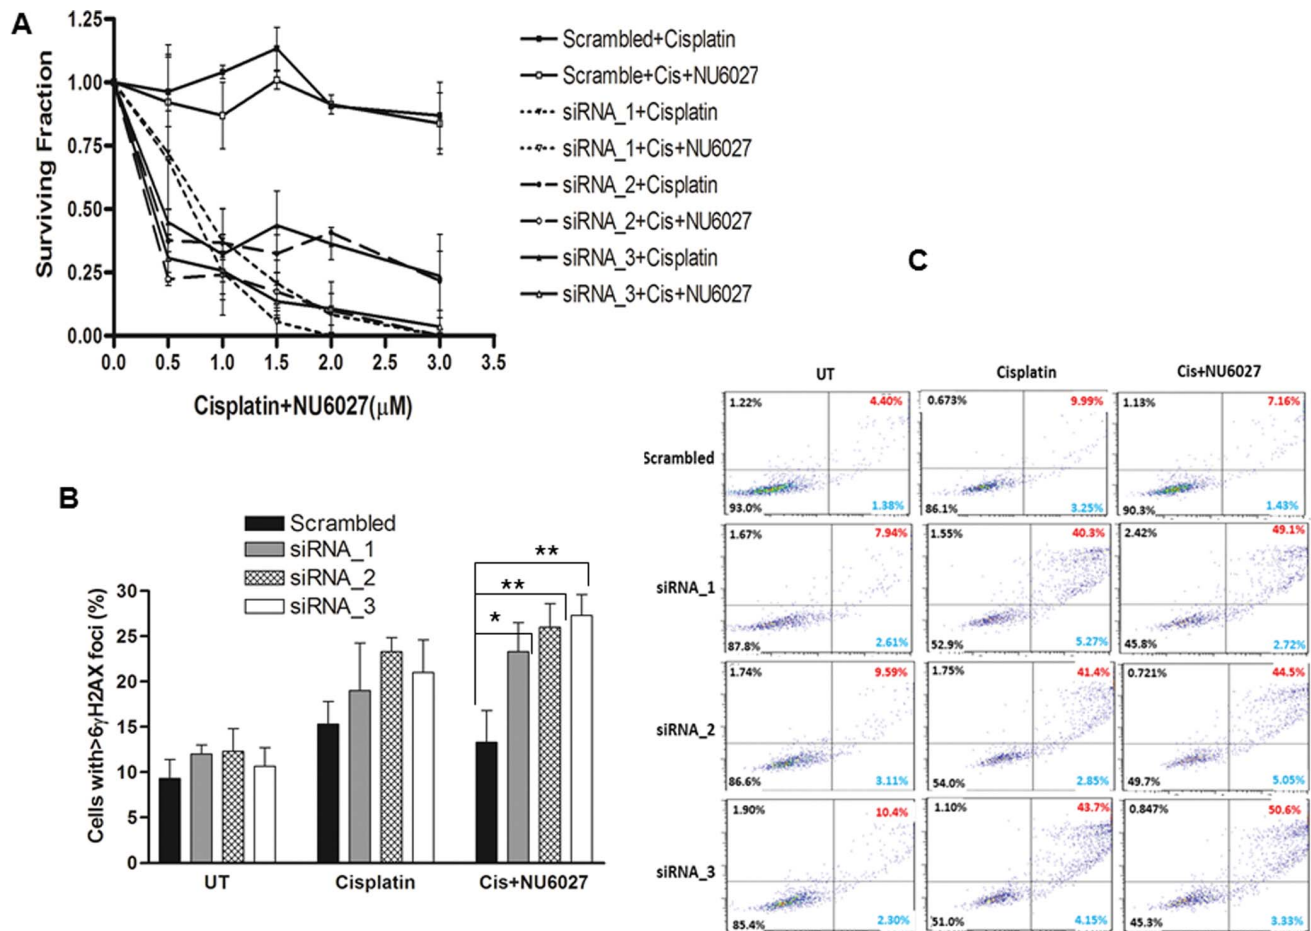 A
1.25
1.00
0.75
0.50
0.25
0.00
Surviving Fraction
0.0 0.5 1.0 1.5 2.0 2.5 3.0 3.5
Cisplatin+NU6027(μM)
Scrambled+Cisplatin
Scramble+Cis+NU6027
siRNA_1+Cisplatin
siRNA_1+Cis+NU6027
siRNA_2+Cisplatin
siRNA_2+Cis+NU6027
siRNA_3+Cisplatin
siRNA_3+Cis+NU6027
B
Scrambled
siRNA_1
siRNA_2
siRNA_3
30
25
20
15
10
5
0
Cells with>6γH2AX foci (%)
*
**
**
UT Cisplatin Cis+NU6027
C
UT Cisplatin Cis+NU6027
Scrambled
1.22% 4.40%
93.0% 1.38%
0.673% 9.99%
86.1% 3.25%
1.13% 7.16%
90.3% 1.43%
siRNA_1
1.67% 7.94%
87.8% 2.61%
1.55% 40.3%
52.9% 5.27%
2.42% 49.1%
45.8% 2.72%
siRNA_2
1.74% 9.59%
86.6% 3.11%
1.75% 41.4%
54.0% 2.85%
0.721% 44.5%
49.7% 5.05%
siRNA_3
1.90% 10.4%
85.4% 2.30%
1.10% 43.7%
51.0% 4.15%
0.847% 50.6%
45.3% 3.33%